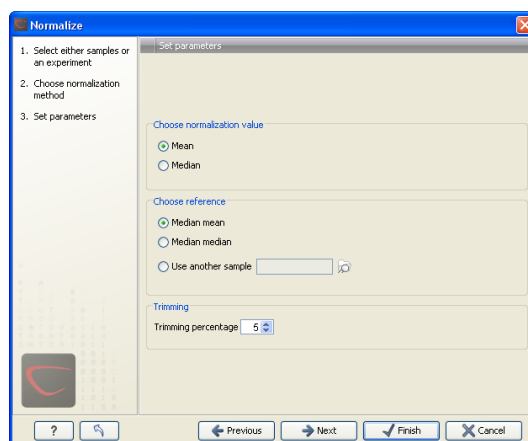 Normalize
1. Select either samples or
an experiment
2. Choose normalization
method
3. Set parameters
Set parameters
Choose normalization value
Mean
Median
Choose reference
Median mean
Median median
Use another sample
Trimming
Trimming percentage 5
?
Previous
Next
Finish
Cancel